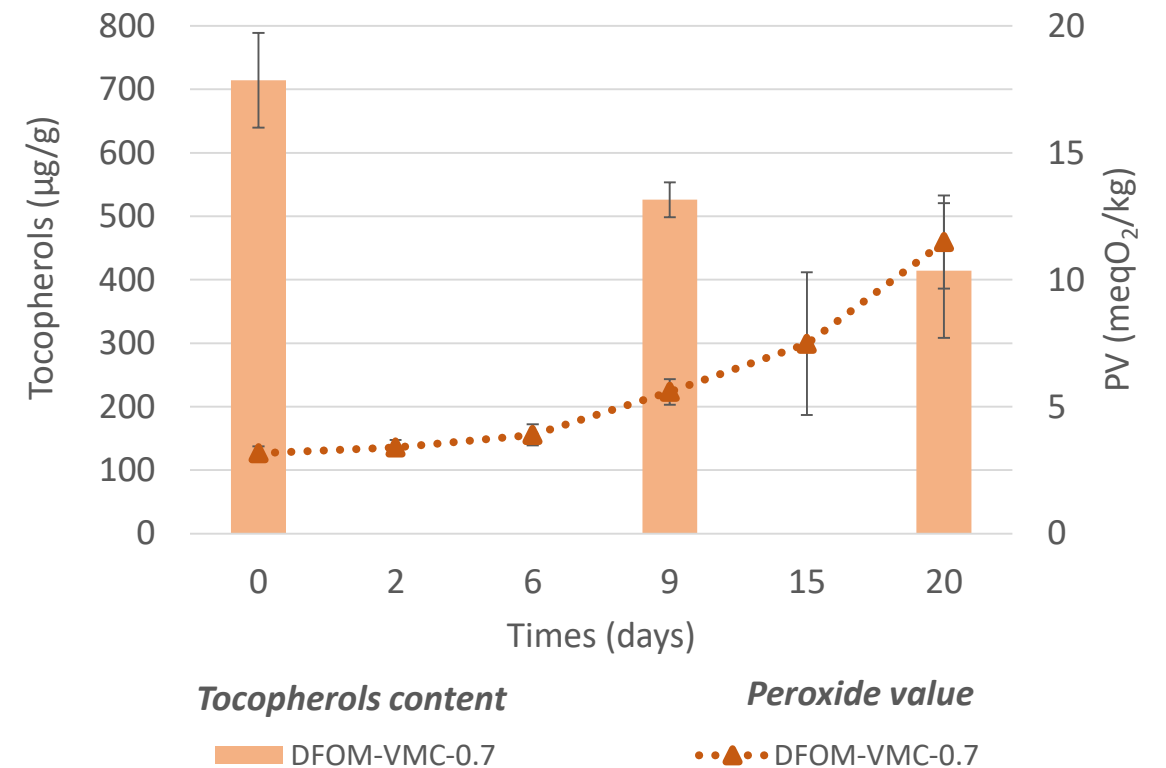 800
700
600
500
400
300
200
100
0
Tocopherols (µg/g)
20
15
10
5
0
PV (meqO₂/kg)
0 2 6 9 15 20
Times (days)
Tocopherols content Peroxide value
DFOM-VMC-0.7 DFOM-VMC-0.7